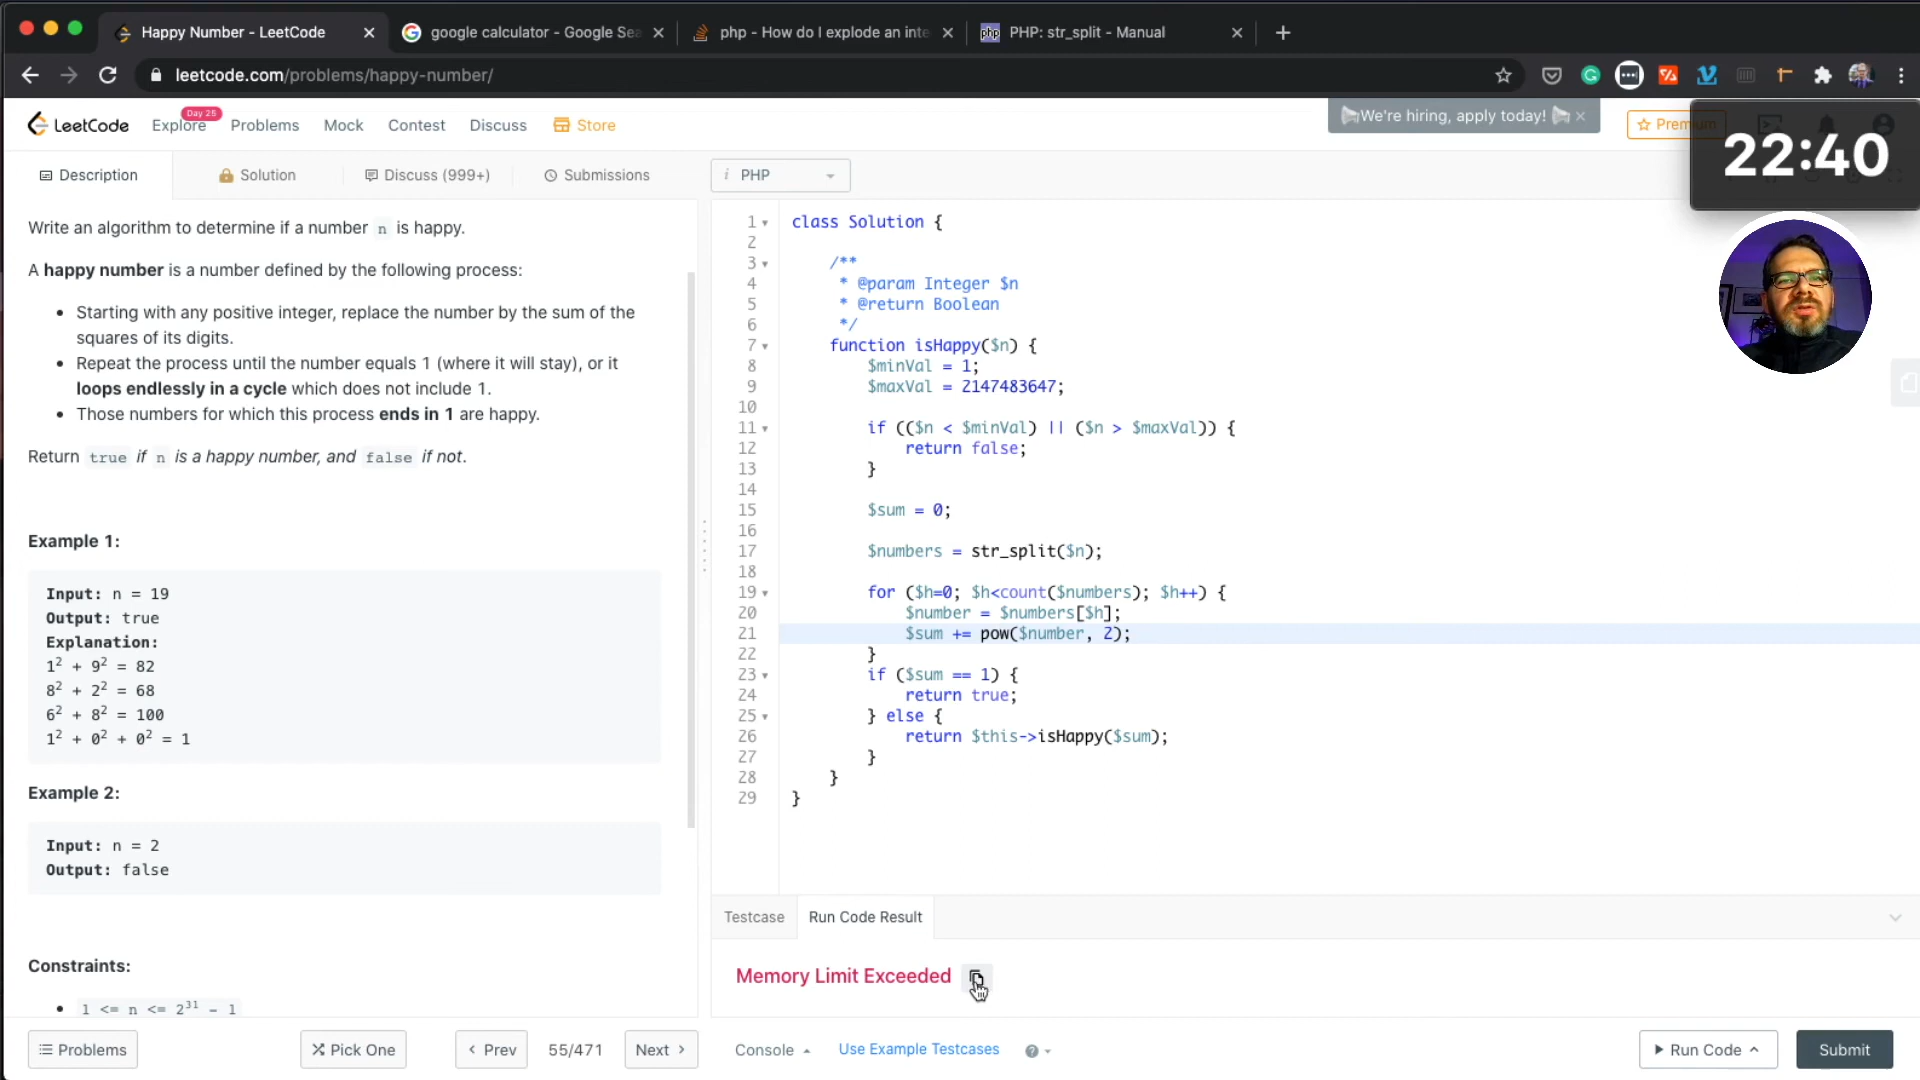 Happy Number - LeetCode
google calculator - Google Sea
php - How do I explode an inte
php PHP: str_split - Manual
leetcode.com/problems/happy-number/
LeetCode
Explore
Day 25
Problems
Mock
Contest
Discuss
Store
We're hiring, apply today!
Premium
22:40
Description
Solution
Discuss (999+)
Submissions
i PHP
Write an algorithm to determine if a number n is happy.
A happy number is a number defined by the following process:
• Starting with any positive integer, replace the number by the sum of the
squares of its digits.
• Repeat the process until the number equals 1 (where it will stay), or it
loops endlessly in a cycle which does not include 1.
• Those numbers for which this process ends in 1 are happy.
Return true if n is a happy number, and false if not.
Example 1:
Input: n = 19
Output: true
Explanation:
1² + 9² = 82
8² + 2² = 68
6² + 8² = 100
1² + 0² + 0² = 1
Example 2:
Input: n = 2
Output: false
Constraints:
• 1 <= n <= 2³¹ - 1
1 class Solution {
2
3 /**
4 * @param Integer $n
5 * @return Boolean
6 */
7 function isHappy($n) {
8 $minVal = 1;
9 $maxVal = 2147483647;
10
11 if (($n < $minVal) || ($n > $maxVal)) {
12 return false;
13 }
14
15 $sum = 0;
16
17 $numbers = str_split($n);
18
19 for ($h=0; $h<count($numbers); $h++) {
20 $number = $numbers[$h];
21 $sum += pow($number, 2);
22 }
23 if ($sum == 1) {
24 return true;
25 } else {
26 return $this->isHappy($sum);
27 }
28 }
29 }
Testcase
Run Code Result
Memory Limit Exceeded
Problems
Pick One
Prev
55/471
Next
Console
Use Example Testcases
Run Code
Submit